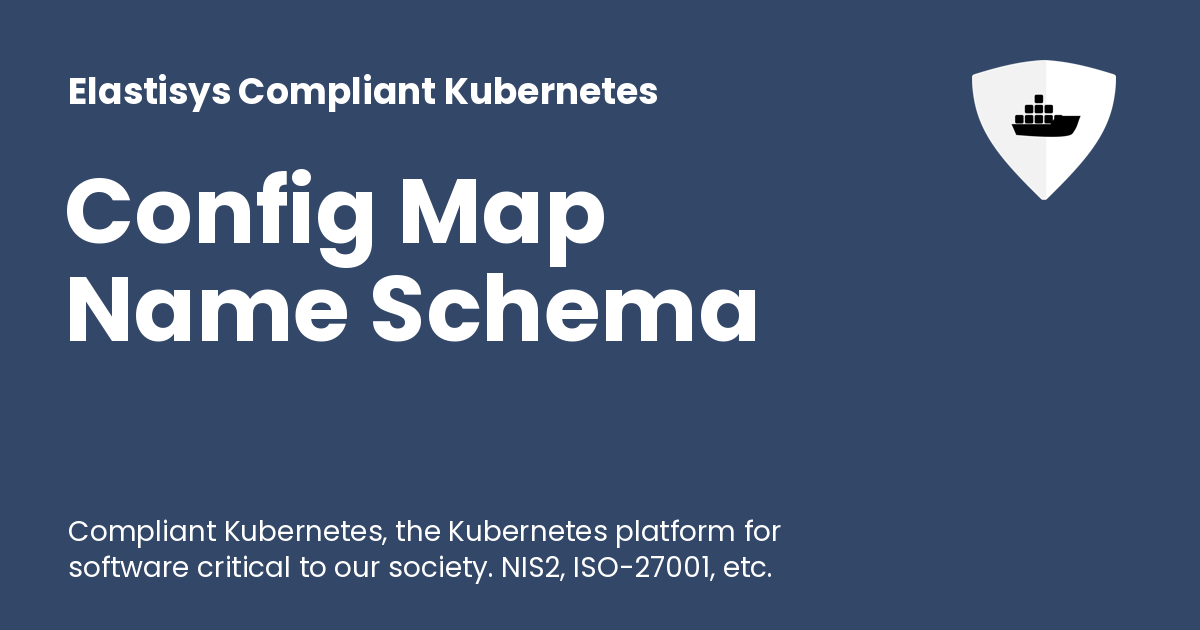 Elastisys Compliant Kubernetes
Config Map
Name Schema
Compliant Kubernetes, the Kubernetes platform for
software critical to our society. NIS2, ISO-27001, etc.